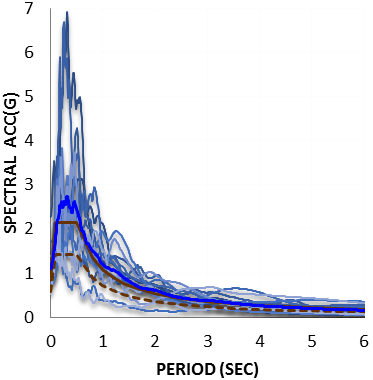 7
6
5
4
3
2
1
0
SPECTRAL ACC(G)
0 1 2 3 4 5 6
PERIOD (SEC)